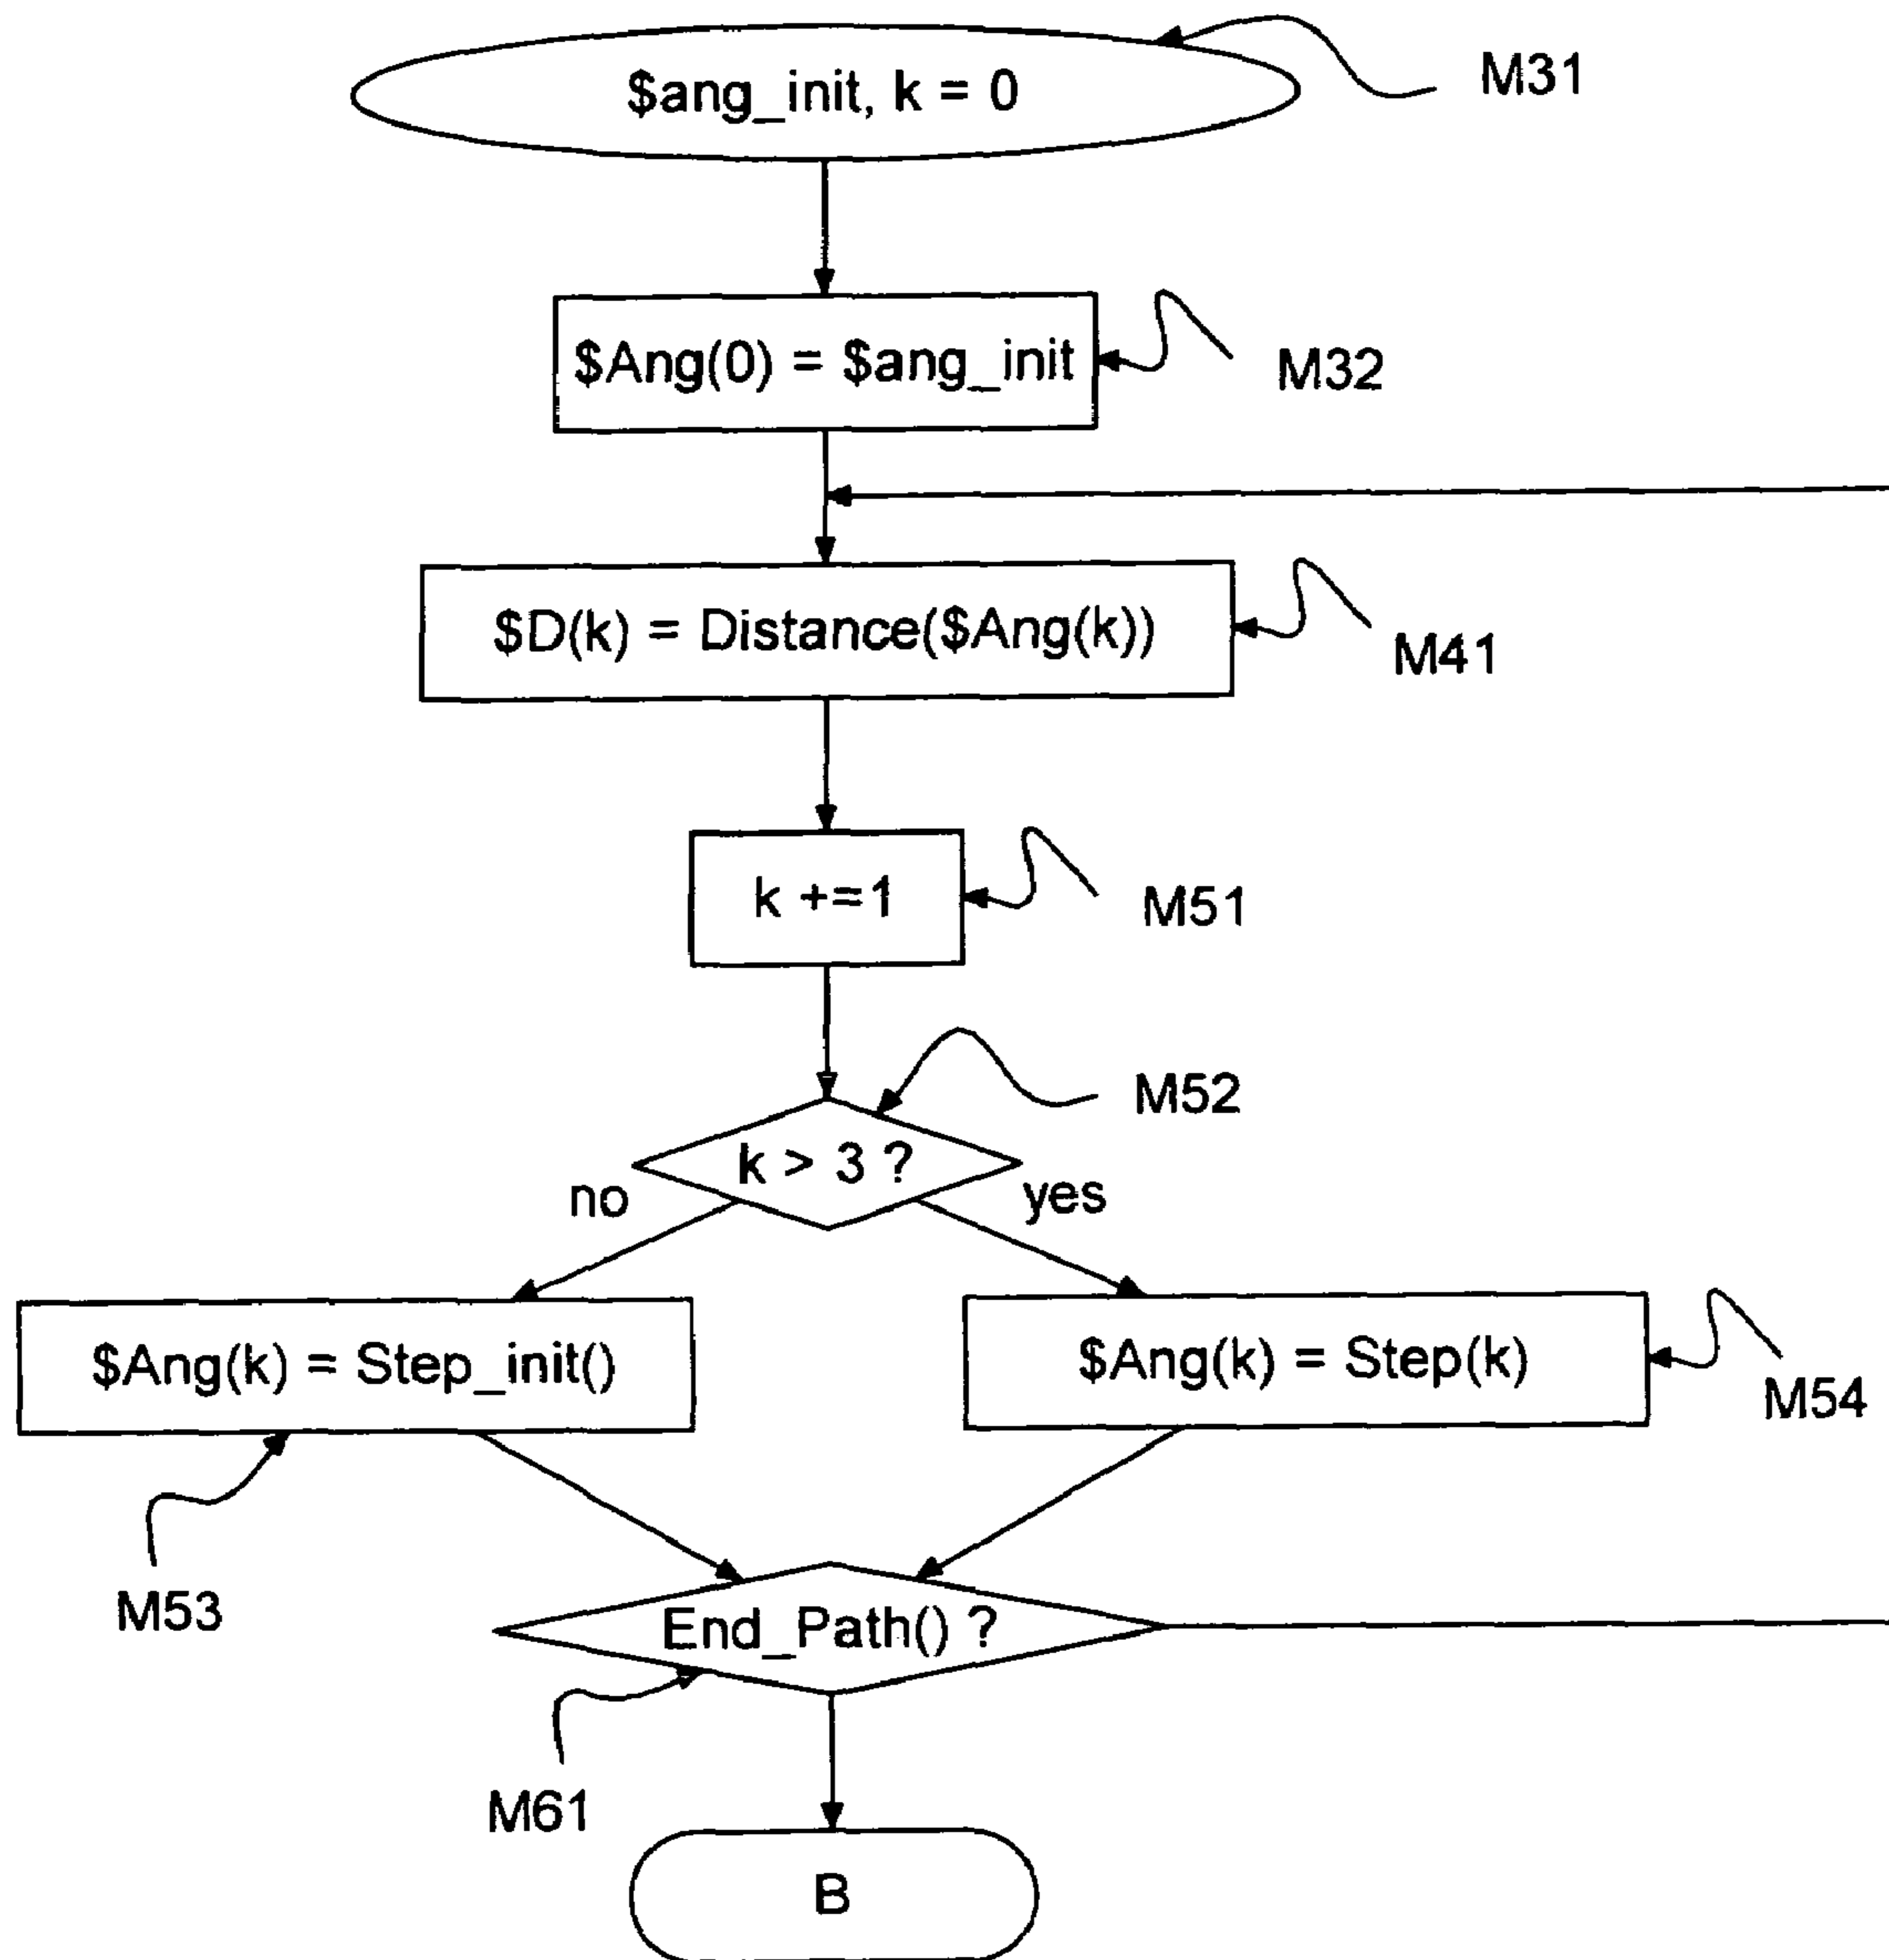 $ang_init, k = 0
M31
$Ang(0) = $ang_init
M32
$D(k) = Distance($Ang(k))
M41
k +=1
M51
M52
k > 3 ?
no
yes
$Ang(k) = Step_init()
$Ang(k) = Step(k)
M54
M53
End_Path() ?
M61
B